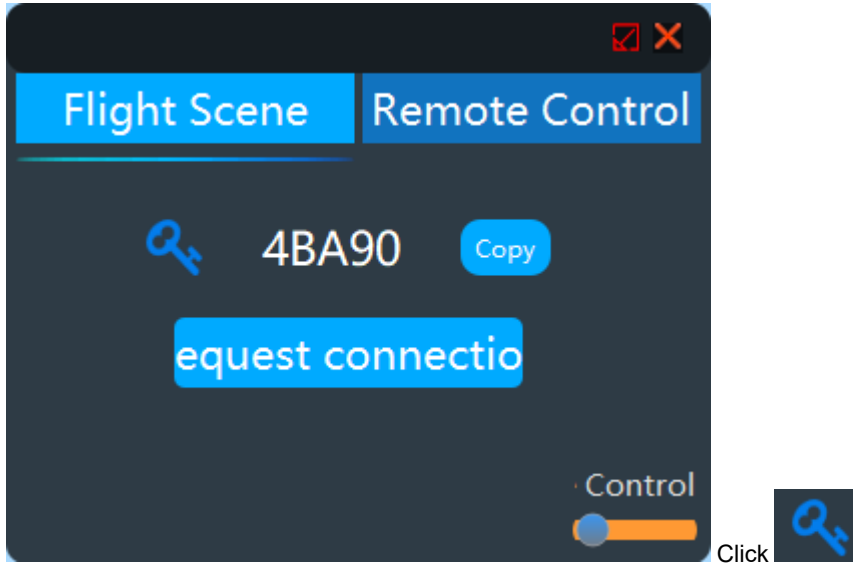 Flight Scene Remote Control
4BA90 Copy
equest connectio
Control
Click